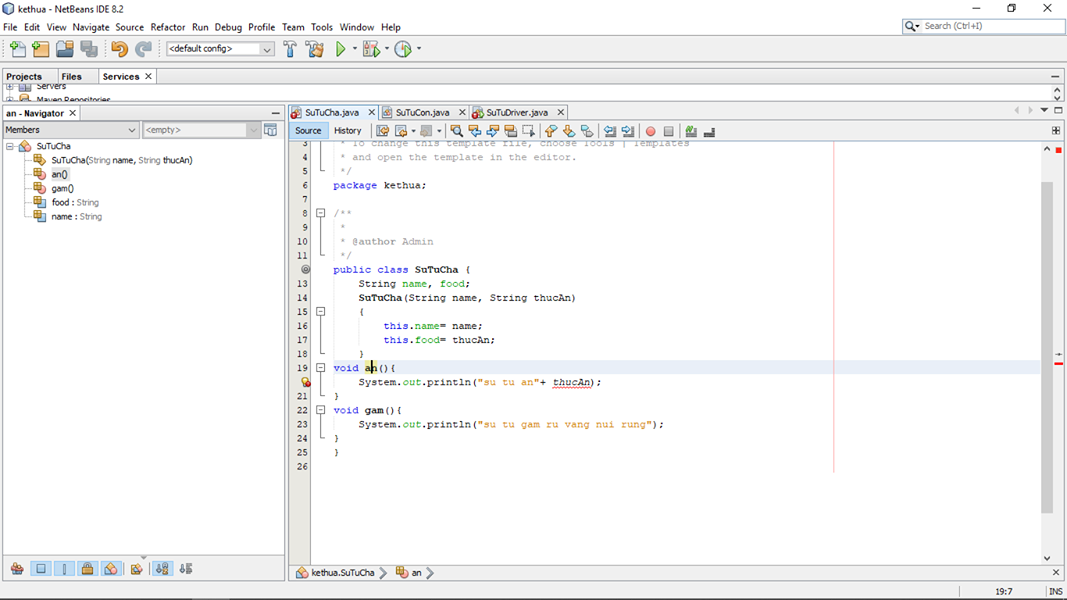 kethua - NetBeans IDE 8.2
File Edit View Navigate Source Refactor Run Debug Profile Team Tools Window Help
Search (Ctrl+I)
<default config>
Projects Files Services
Servers
Maven Repositories
an - Navigator
Members <empty>
SuTuCha
SuTuCha(String name, String thucAn)
an()
gam()
food : String
name : String
SuTuCha.java SuTuCon.java SuTuDriver.java
Source History
3 * To change this template file, choose Tools | Templates
4 * and open the template in the editor.
5 */
6 package kethua;
7
8 /**
9 *
10 * @author Admin
11 */
public class SuTuCha {
13 String name, food;
14 SuTuCha(String name, String thucAn)
15 {
16 this.name= name;
17 this.food= thucAn;
18 }
19 void an(){
System.out.println("su tu an"+ thucAn);
21 }
22 void gam(){
23 System.out.println("su tu gam ru vang nui rung");
24 }
25 }
26
kethua.SuTuCha an
19:7 INS